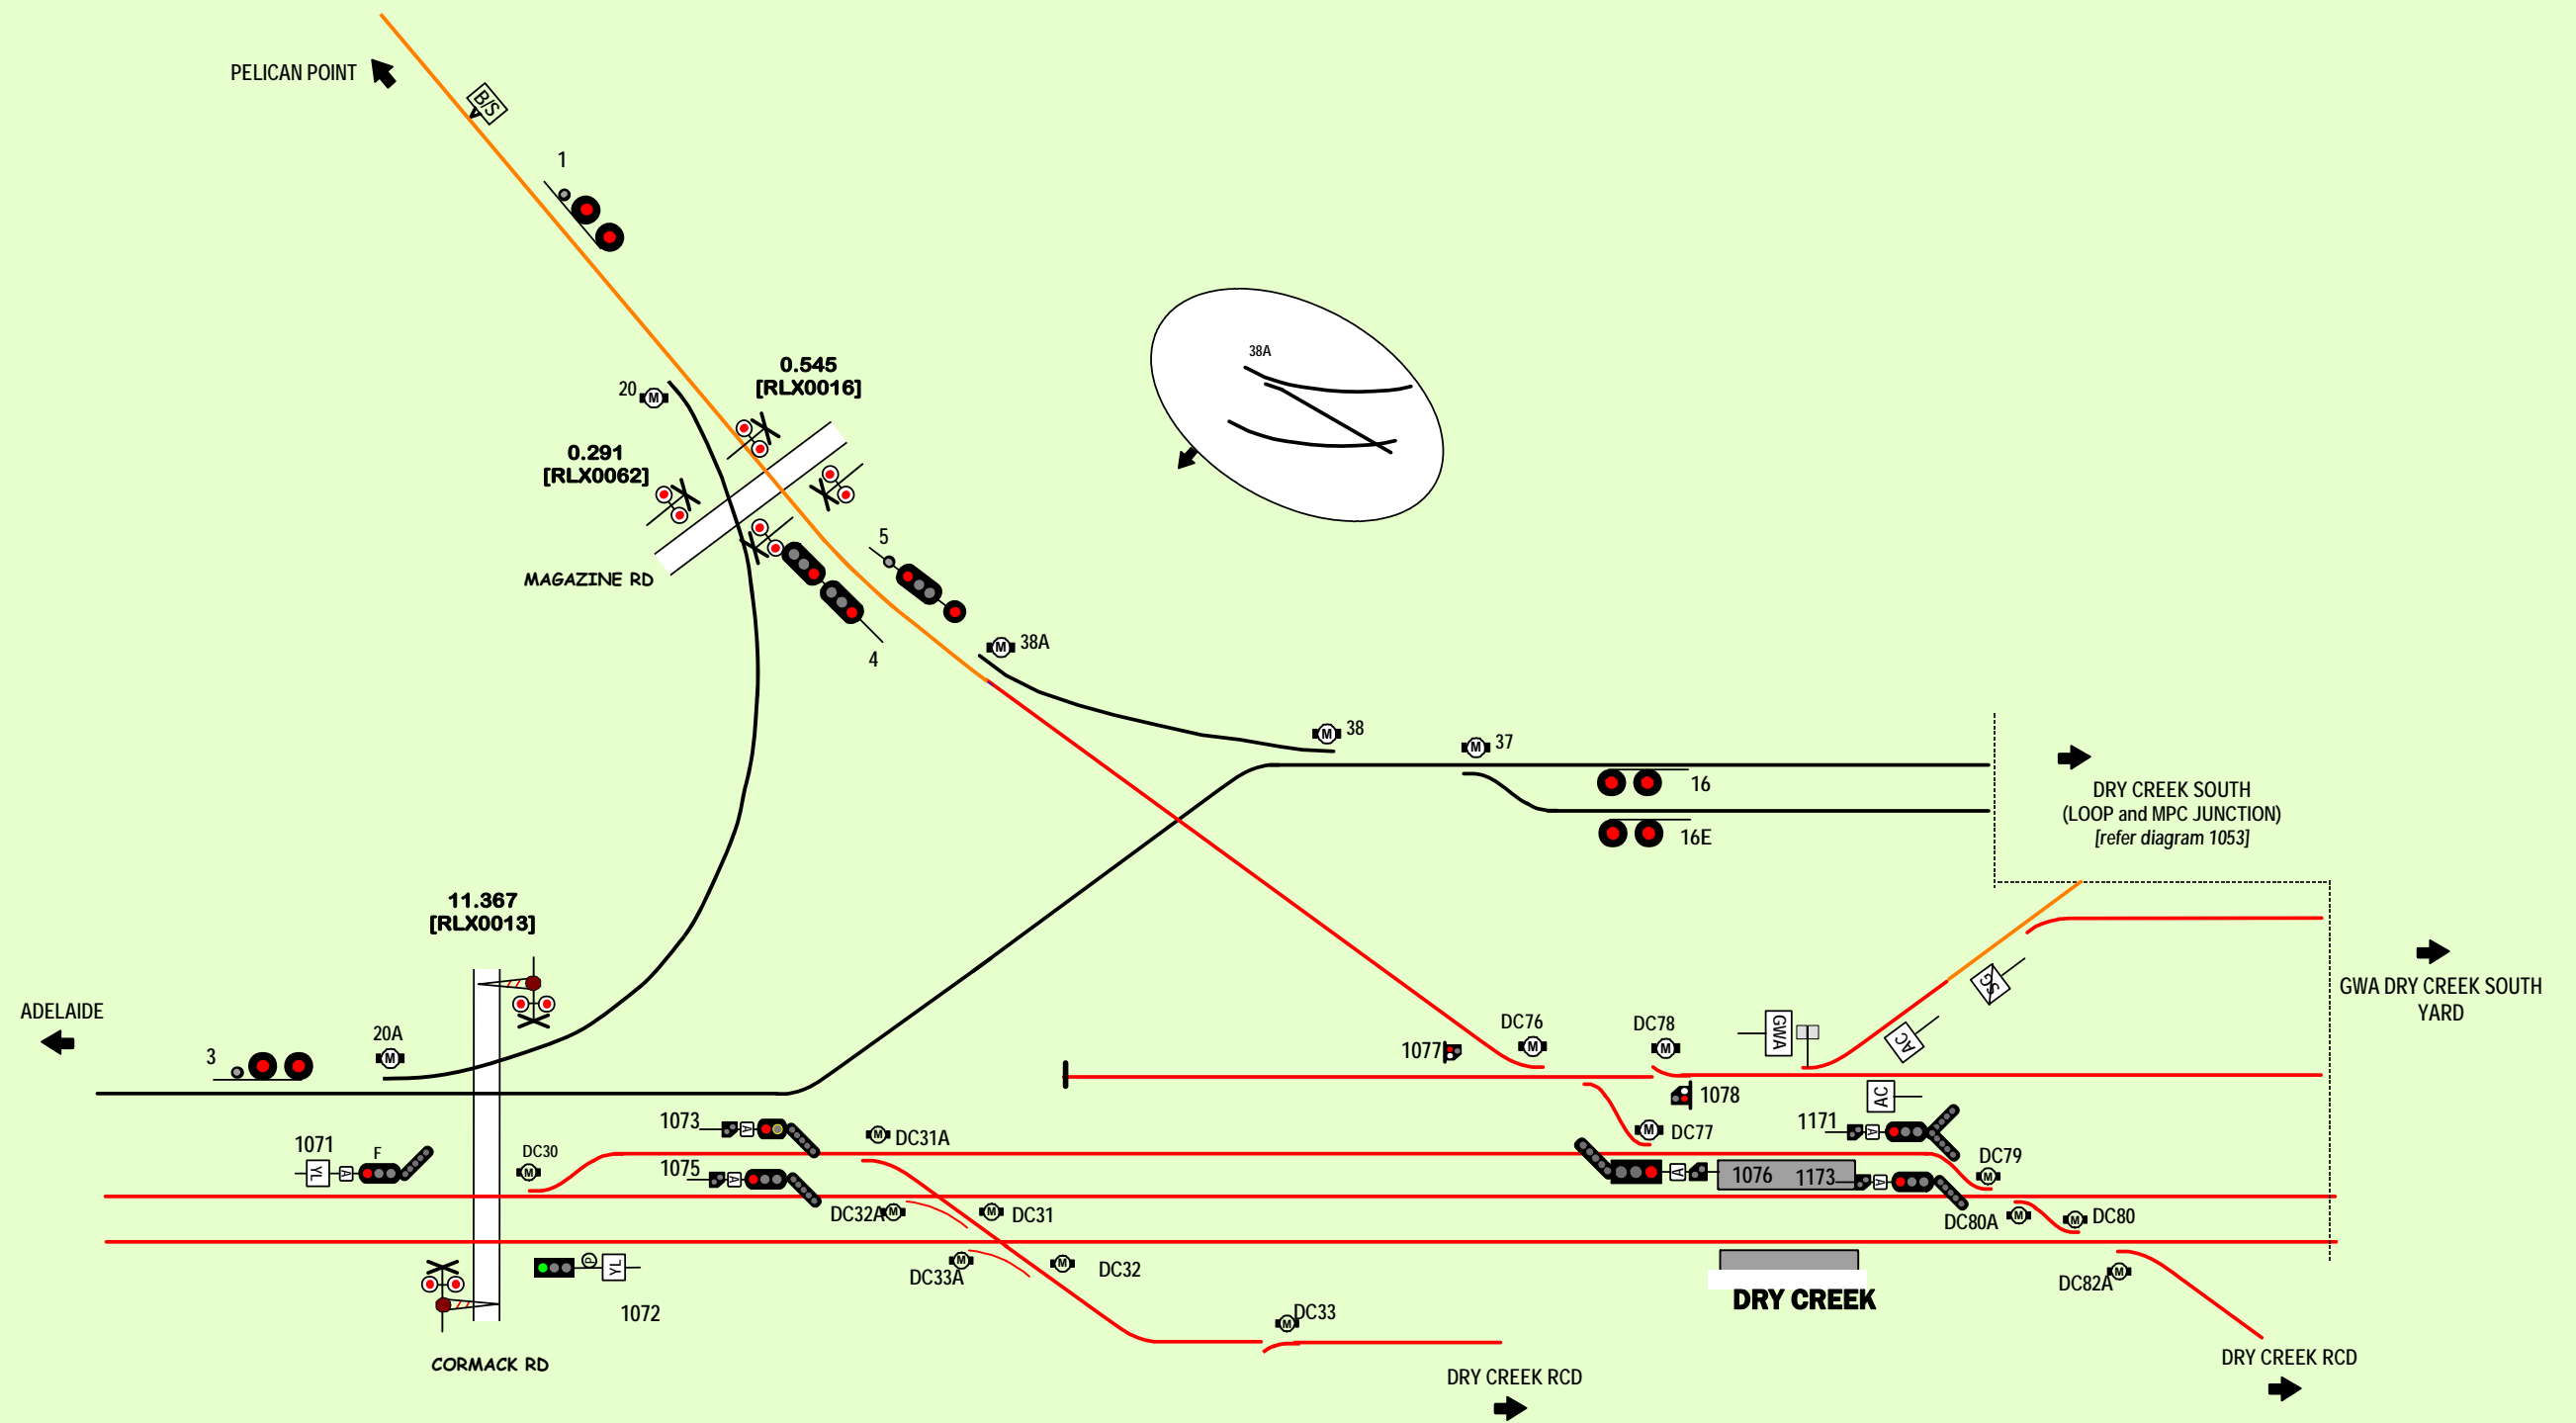 PELICAN POINT
B/S
1
0.545
[RLX0016]
20
M
0.291
[RLX0062]
38A
MAGAZINE RD
5
4
M
38A
M
38
M
37
16
16E
DRY CREEK SOUTH
(LOOP and MPC JUNCTION)
[refer diagram 1053]
11.367
[RLX0013]
GWA DRY CREEK SOUTH
YARD
ADELAIDE
SG
AC
GWA
3
20A
M
1077
DC76
M
DC78
M
1078
AC
1073
A
M
DC31A
M
DC77
1171
A
1071
YL
A
F
DC30
M
1075
A
A
1076
1173
A
DC79
M
DC32A
M
M
DC31
DC80A
M
M
DC80
P
YL
1072
M
DC33A
M
DC32
DC82A
M
DRY CREEK
DC33
M
CORMACK RD
DRY CREEK RCD
DRY CREEK RCD